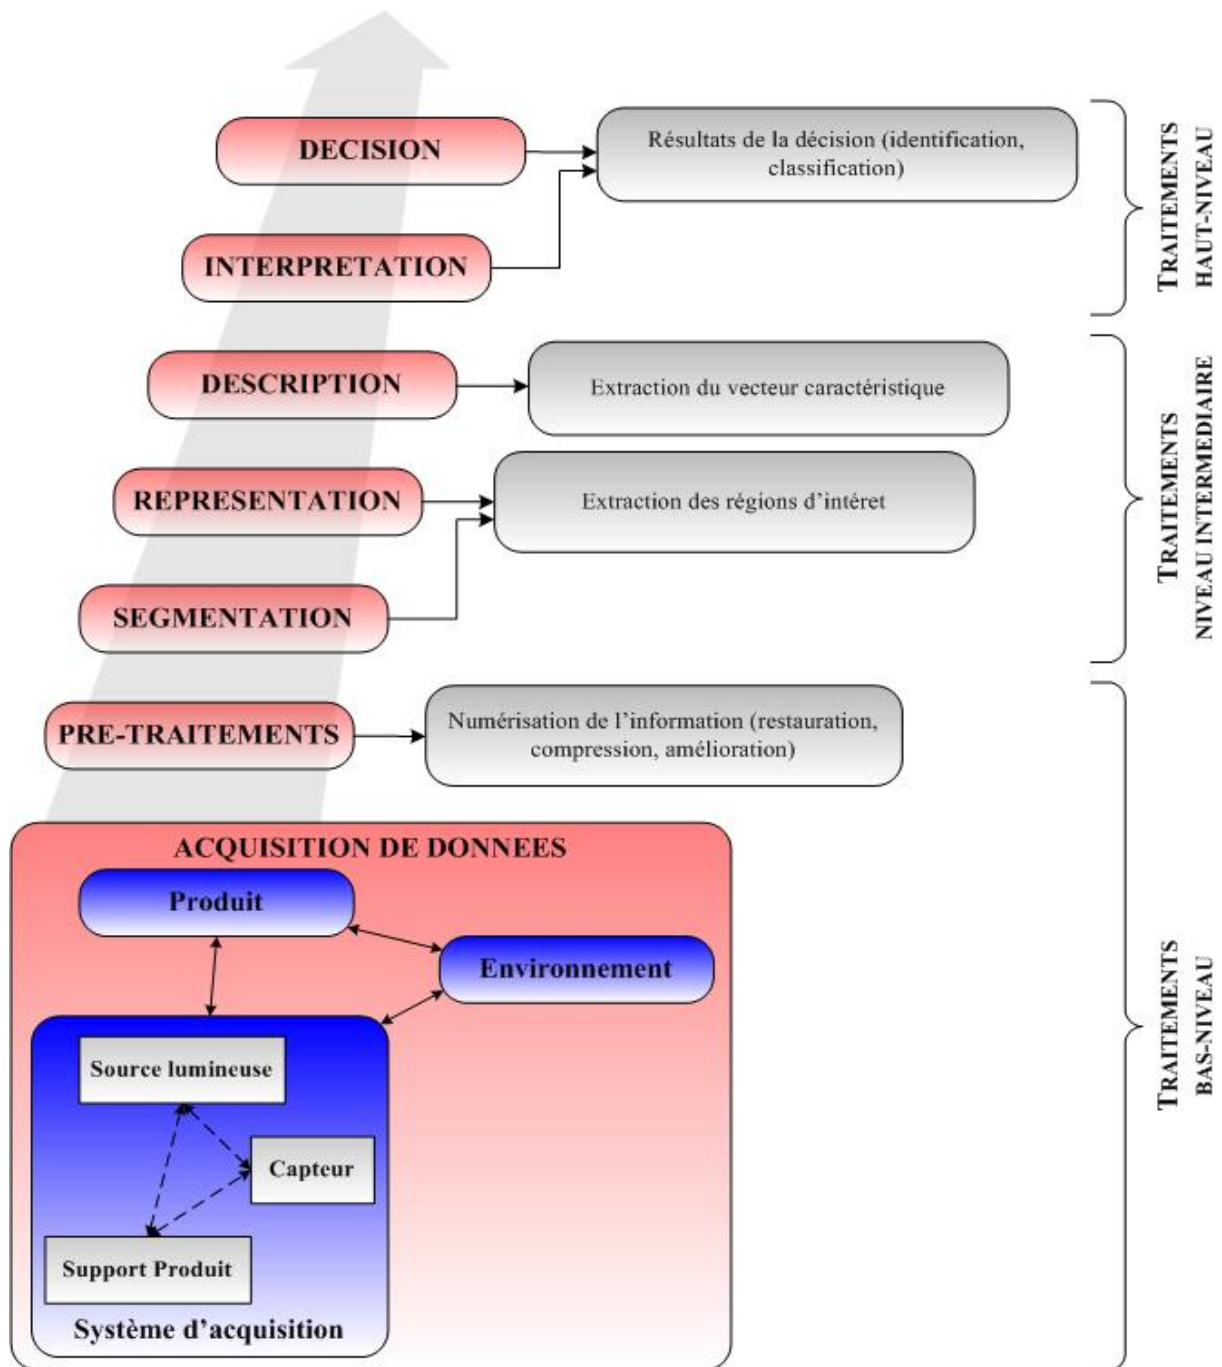 DECISION
Résultats de la décision (identification,
classification)
INTERPRETATION
TRAITEMENTS
HAUT-NIVEAU
DESCRIPTION
Extraction du vecteur caractéristique
REPRESENTATION
Extraction des régions d'intéret
SEGMENTATION
TRAITEMENTS
NIVEAU INTERMEDIAIRE
PRE-TRAITEMENTS
Numérisation de l'information (restauration,
compression, amélioration)
ACQUISITION DE DONNEES
Produit
Environnement
Source lumineuse
Capteur
Support Produit
Système d'acquisition
TRAITEMENTS
BAS-NIVEAU